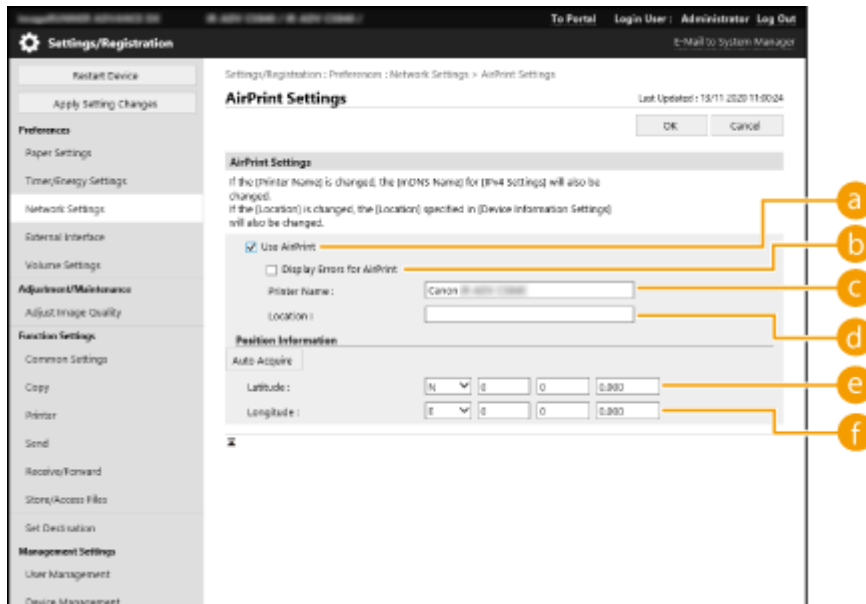 To Portal Login User : Administrator Log Out
Settings/Registration
E-Mail to System Manager
Restart Device
Apply Setting Changes
Preferences
Paper Settings
Timer/Energy Settings
Network Settings
External Interface
Volume Settings
Adjustment/Maintenance
Adjust Image Quality
Function Settings
Common Settings
Copy
Printer
Send
Receive/Forward
Store/Access Files
Set Destination
Management Settings
User Management
Device Management
Settings/Registration : Preferences : Network Settings > AirPrint Settings
AirPrint Settings
Last Updated : 13/11 2020 11:00:24
OK Cancel
AirPrint Settings
If the [Printer Name] is changed, the [mDNS Name] for [IPv4 Settings] will also be
changed.
If the [Location] is changed, the [Location] specified in [Device Information Settings]
will also be changed.
Use AirPrint
Display Errors for AirPrint
Printer Name : Canon
Location :
Position Information
Auto Acquire
Latitude : N 0 0 0.000
Longitude : E 0 0 0.000
a
b
c
d
e
f